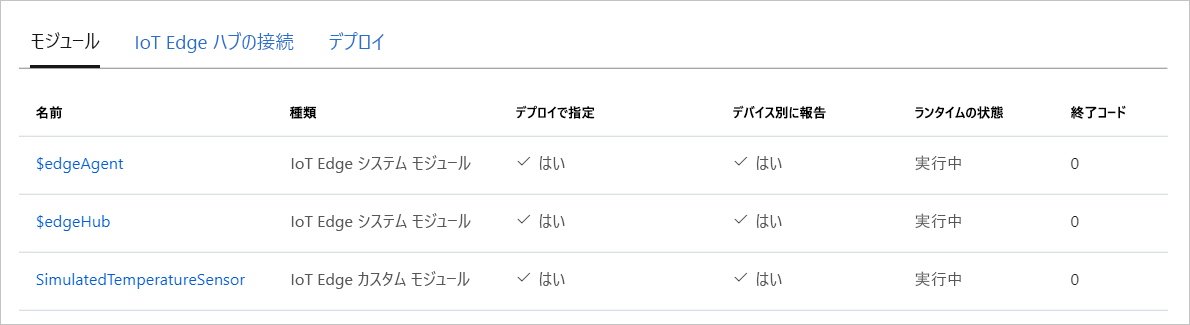 モジュール IoT Edge ハブの接続 デプロイ
名前 種類 デプロイで指定 デバイス別に報告 ランタイムの状態 終了コード
$edgeAgent IoT Edge システム モジュール ✓ はい ✓ はい 実行中 0
$edgeHub IoT Edge システム モジュール ✓ はい ✓ はい 実行中 0
SimulatedTemperatureSensor IoT Edge カスタム モジュール ✓ はい ✓ はい 実行中 0